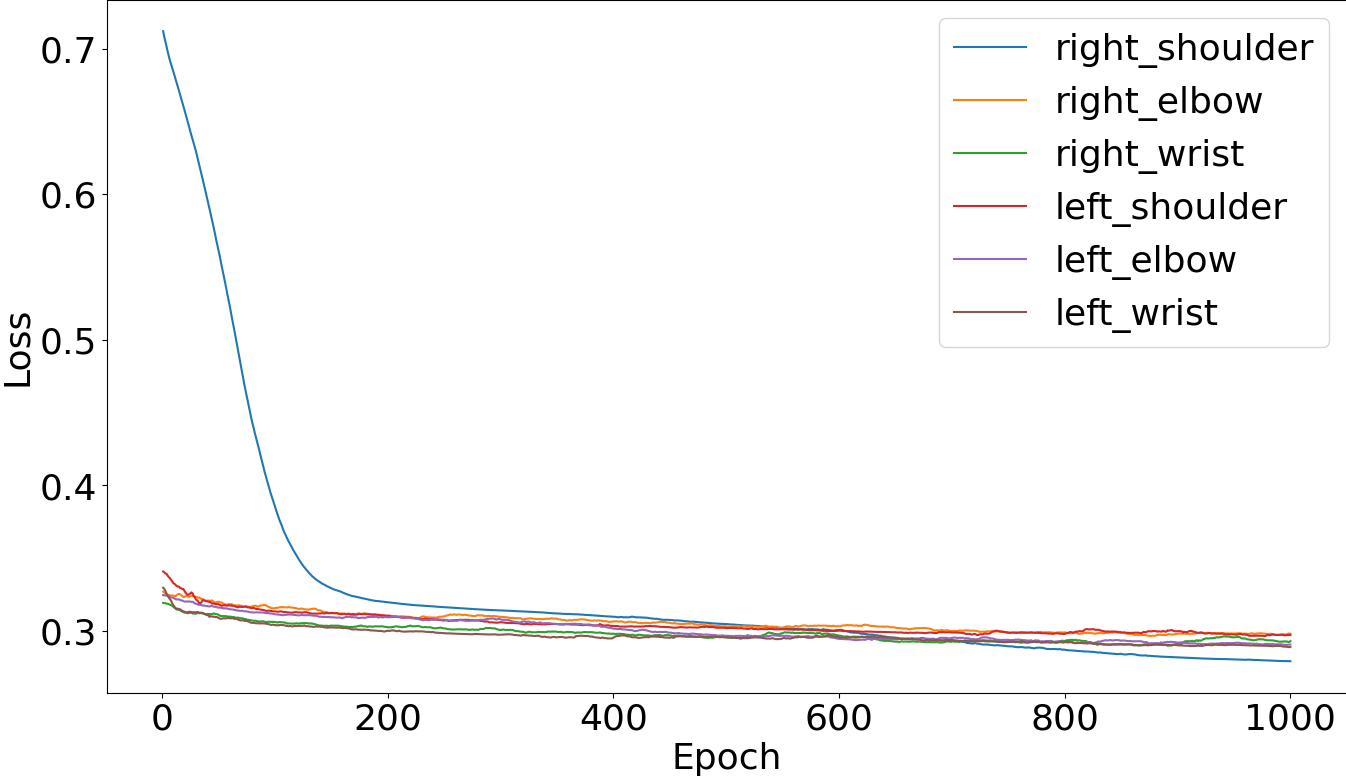 Loss
0.7
0.6
0.5
0.4
0.3
right_shoulder
right_elbow
right_wrist
left_shoulder
left_elbow
left_wrist
0 200 400 600 800 1000
Epoch